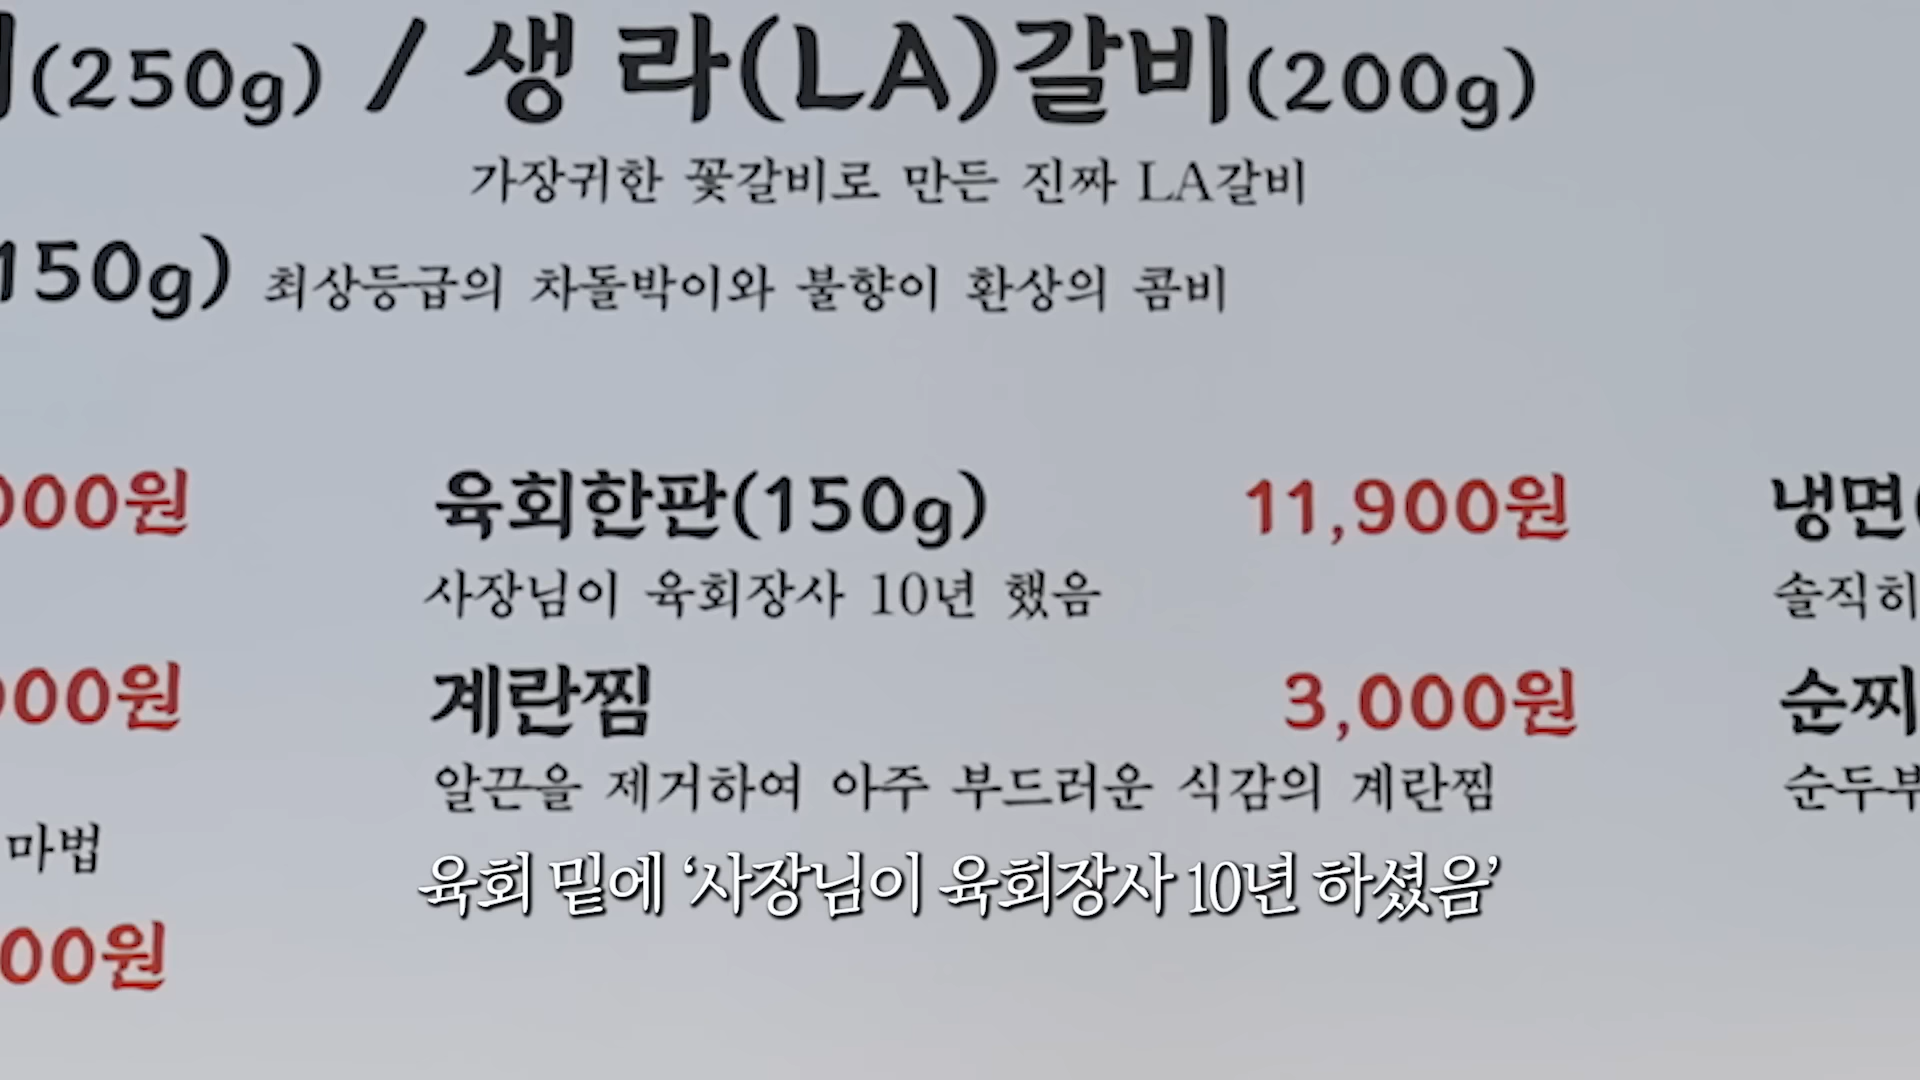 (250g) / 생 라(LA)갈비(200g)
가장귀한 꽃갈비로 만든 진짜 LA갈비
150g) 최상등급의 차돌박이와 불향이 환상의 콤비
000원 육회한판(150g) 11,900원 냉면(
사장님이 육회장사 10년 했음 솔직히
000원 계란찜 3,000원 순찌
알끈을 제거하여 아주 부드러운 식감의 계란찜 순두부
마법
육회 밑에 ‘사장님이 육회장사 10년 하셨음’
00원